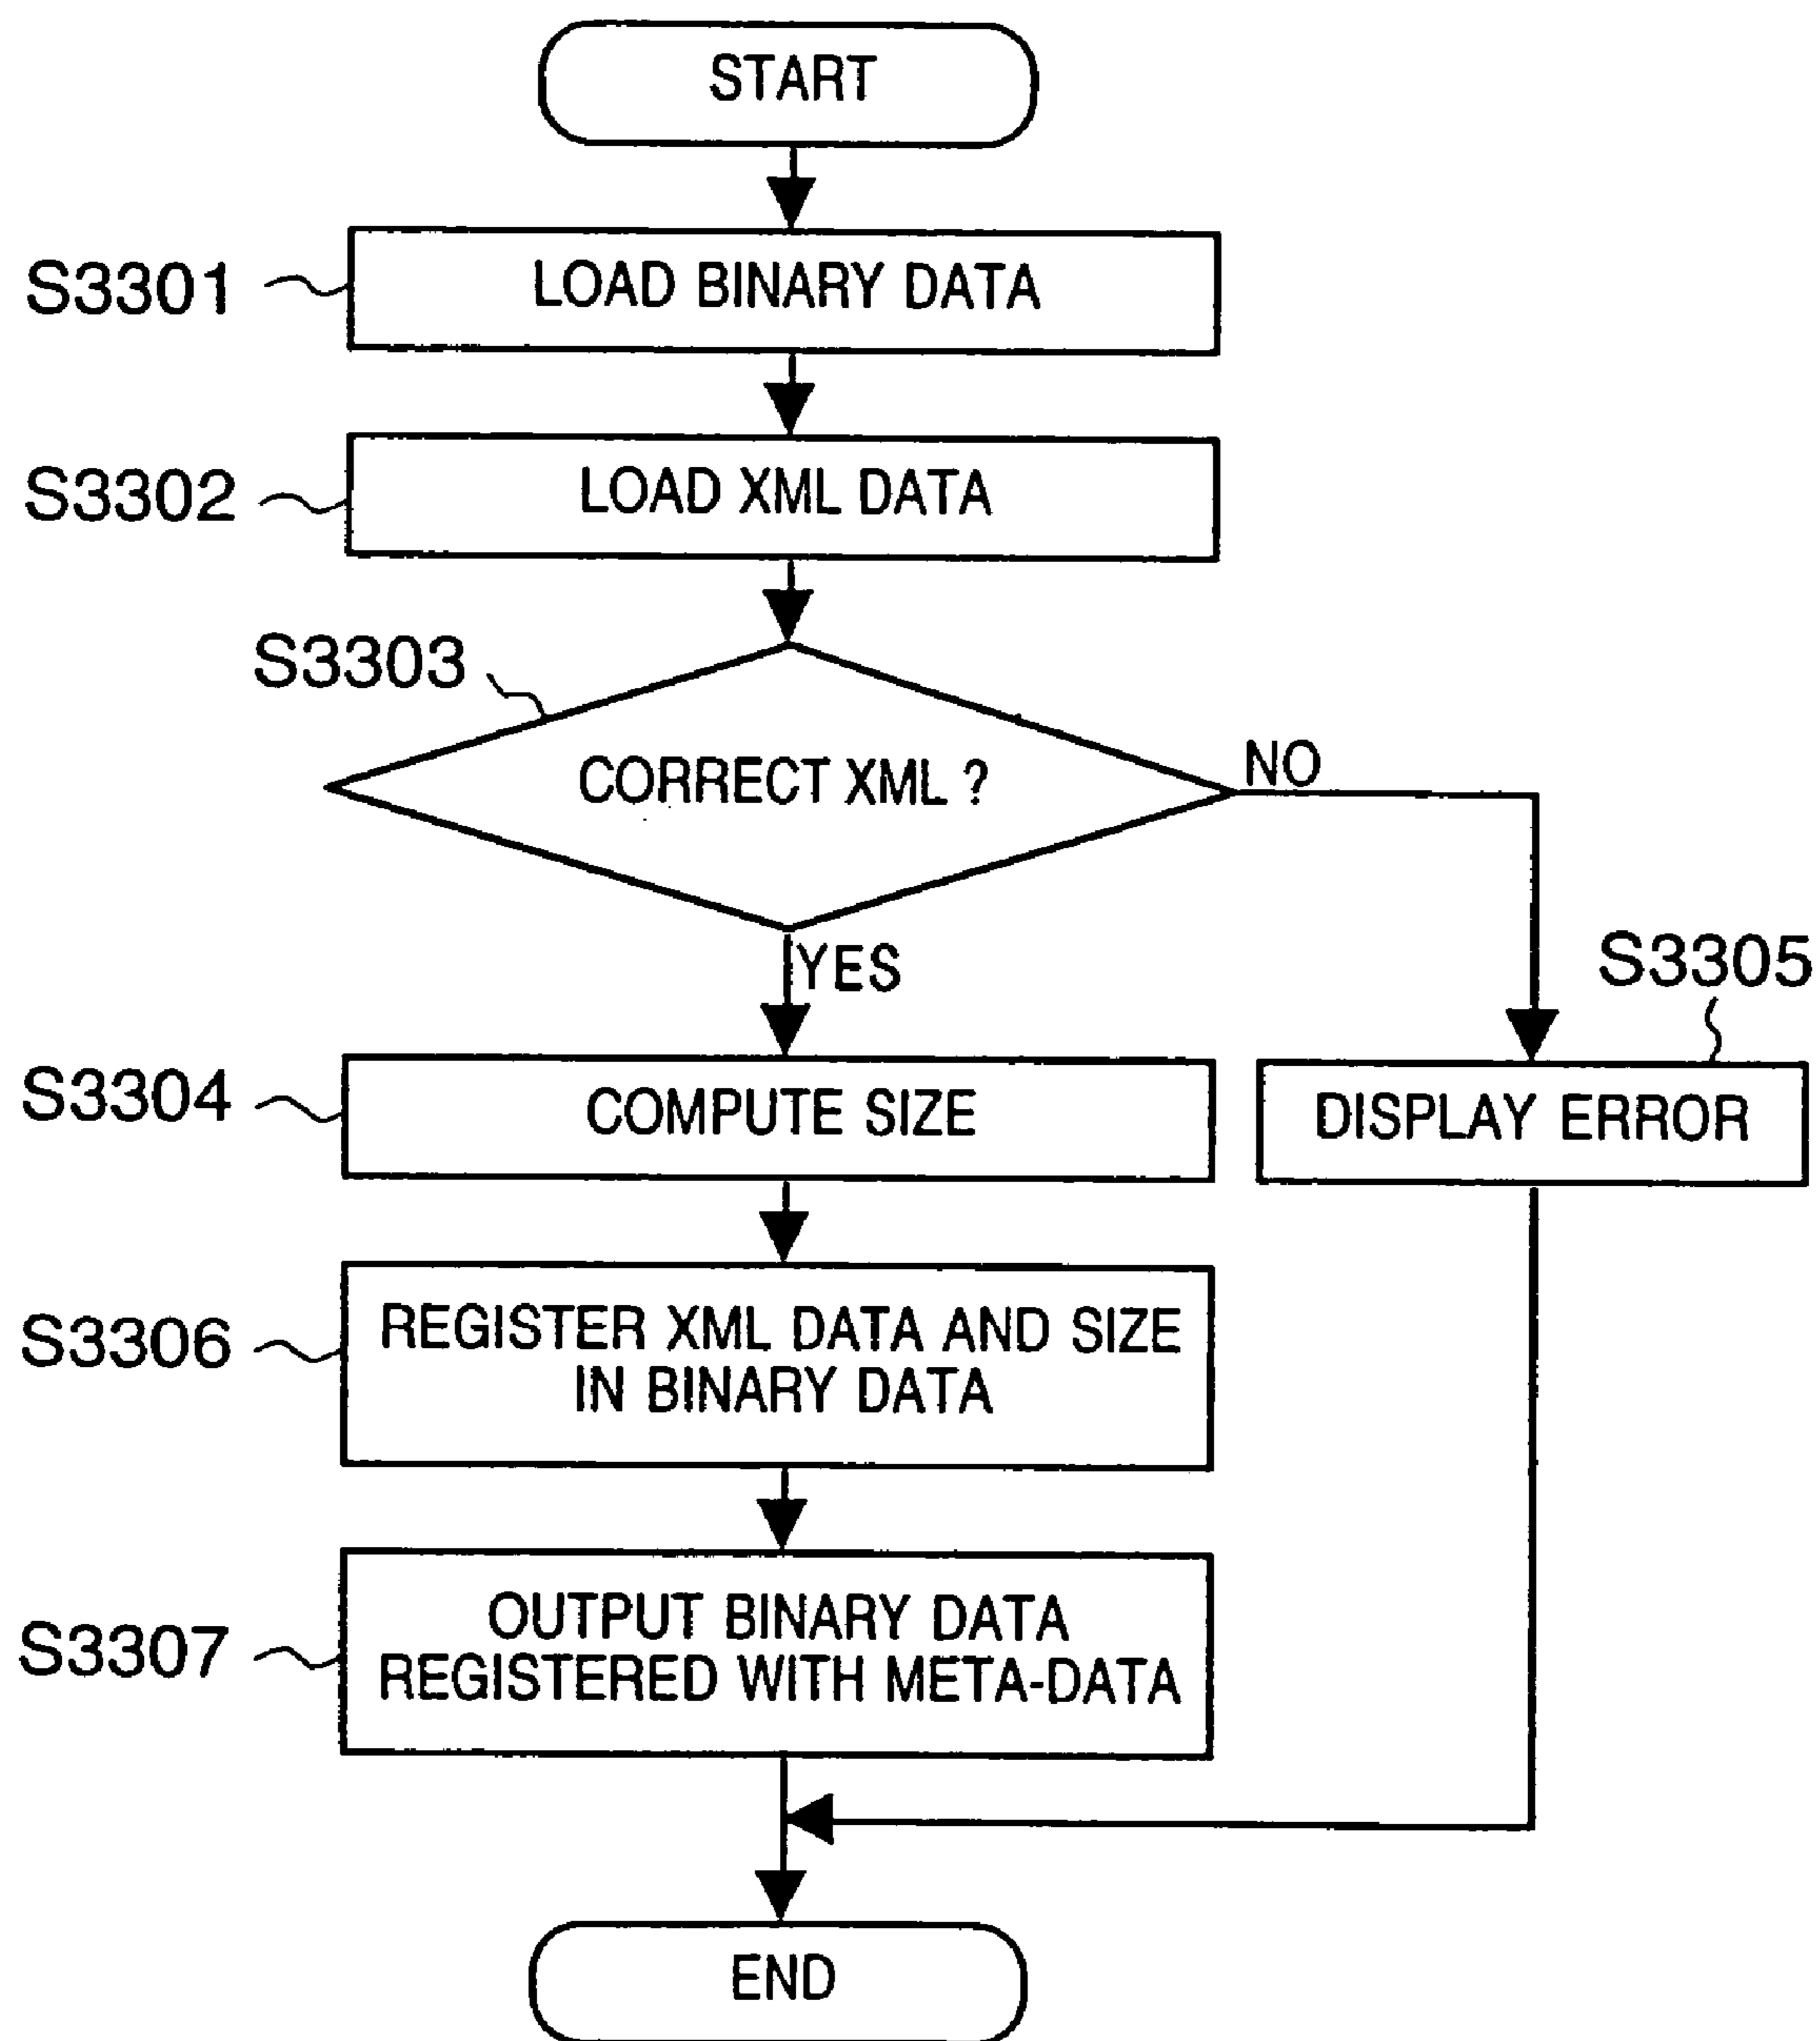 START
S3301
LOAD BINARY DATA
S3302
LOAD XML DATA
S3303
CORRECT XML ?
NO
YES
S3305
S3304
COMPUTE SIZE
DISPLAY ERROR
S3306
REGISTER XML DATA AND SIZE
IN BINARY DATA
S3307
OUTPUT BINARY DATA
REGISTERED WITH META-DATA
END